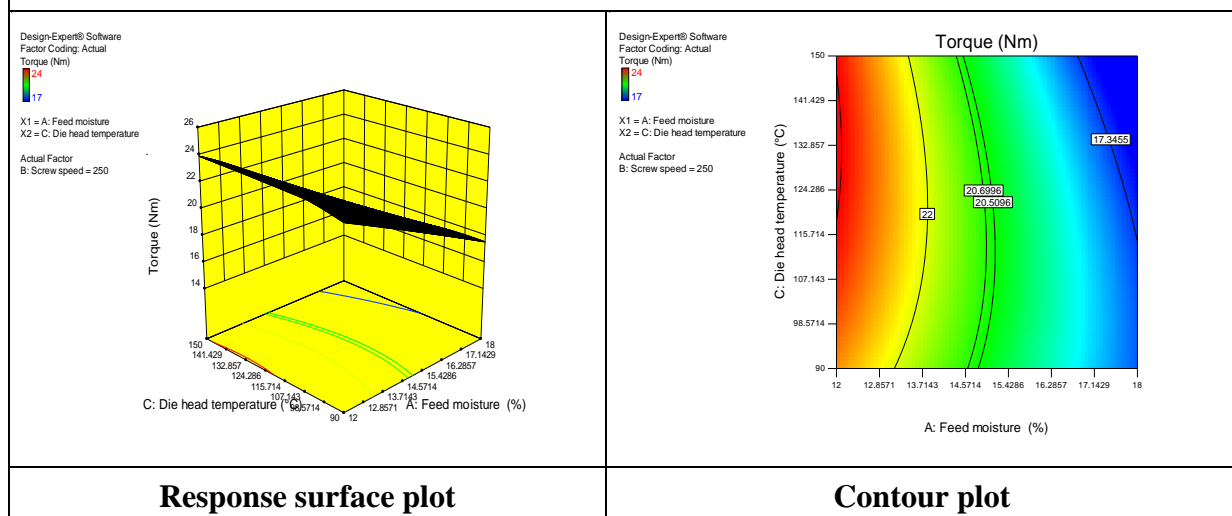 Design-Expert® Software
Factor Coding: Actual
Torque (Nm)
24
17
X1 = A: Feed moisture
X2 = C: Die head temperature
Actual Factor
B: Screw speed = 250
26
24
22
20
18
16
14
Torque (Nm)
150
141.429
132.857
124.286
115.714
107.143
98.5714
90
12
12.8571
13.7143
14.5714
15.4286
16.2857
17.1429
18
C: Die head temperature (°C)
A: Feed moisture (%)
Response surface plot
Design-Expert® Software
Factor Coding: Actual
Torque (Nm)
24
17
X1 = A: Feed moisture
X2 = C: Die head temperature
Actual Factor
B: Screw speed = 250
Torque (Nm)
150
141.429
132.857
124.286
115.714
107.143
98.5714
90
C: Die head temperature (°C)
17.3455
20.6996
20.5096
22
12
12.8571
13.7143
14.5714
15.4286
16.2857
17.1429
18
A: Feed moisture (%)
Contour plot